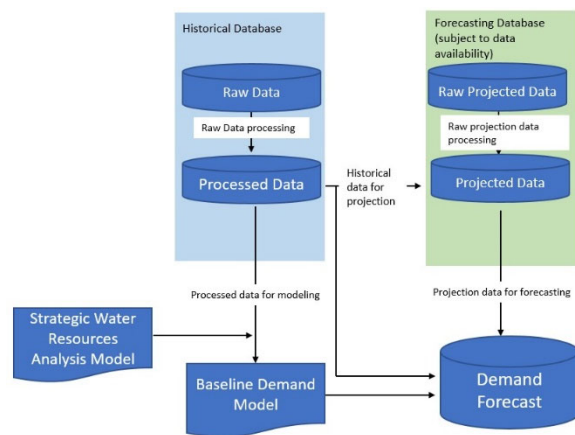 Historical Database
Forecasting Database
(subject to data
availability)
Raw Data
Raw Projected Data
Raw Data processing
Raw projection data
processing
Processed Data
Historical
data for
projection
Projected Data
Processed data for modeling
Projection data for forecasting
Strategic Water
Resources
Analysis Model
Baseline Demand
Model
Demand
Forecast